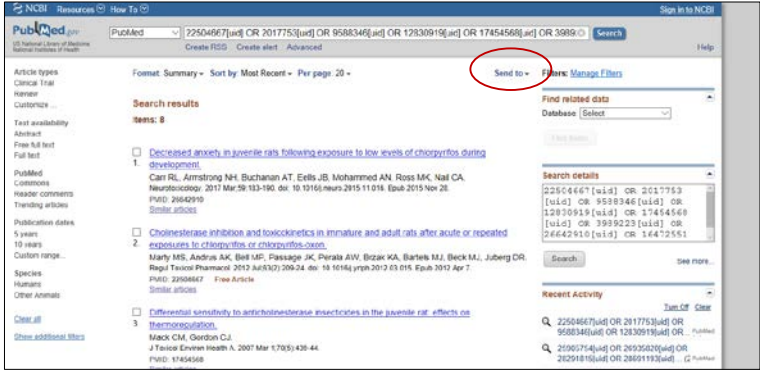 NCBI Resources How To Sign in to NCBI
PubMed.gov
US National Library of Medicine
National Institutes of Health
PubMed
22504667[uid] OR 2017753[uid] OR 9588346[uid] OR 12830919[uid] OR 17454568[uid] OR 3989
Search
Create RSS Create alert Advanced
Help
Article types
Clinical Trial
Review
Customize ...
Text availability
Abstract
Free full text
Full text
PubMed
Commons
Reader comments
Trending articles
Publication dates
5 years
10 years
Custom range...
Species
Humans
Other Animals
Clear all
Show additional filters
Format: Summary Sort by: Most Recent Per page: 20
Send to
Search results
Items: 8
1. Decreased anxiety in juvenile rats following exposure to low levels of chlorpyrifos during
development.
Carr RL, Armstrong NH, Buchanan AT, Eells JB, Mohammed AN, Ross MK, Nail CA.
Neurotoxicology. 2017 Mar;59:183-190. doi: 10.1016/j.neuro.2015.11.016. Epub 2015 Nov 28.
PMID: 26642910
Similar articles
2. Cholinesterase inhibition and toxicokinetics in immature and adult rats after acute or repeated
exposures to chlorpyrifos or chlorpyrifos-oxon.
Marty MS, Andrus AK, Bell MP, Passage JK, Perala AW, Brzak KA, Bartels MJ, Beck MJ, Juberg DR.
Regul Toxicol Pharmacol. 2012 Jul;63(2):209-24. doi: 10.1016/j.yrtph.2012.03.015. Epub 2012 Apr 7.
PMID: 22504667 Free Article
Similar articles
3. Differential sensitivity to anticholinesterase insecticides in the juvenile rat: effects on
thermoregulation.
Mack CM, Gordon CJ.
J Toxicol Environ Health A. 2007 Mar 1;70(5):439-44.
PMID: 17454568
Similar articles
Filters: Manage Filters
Find related data
Database: Select
Find items
Search details
22504667[uid] OR 2017753
[uid] OR 9588346[uid] OR
12830919[uid] OR 17454568
[uid] OR 3989223[uid] OR
26642910[uid] OR 16472551
Search
See more...
Recent Activity
Turn Off Clear
22504667[uid] OR 2017753[uid] OR
9588346[uid] OR 12830919[uid] OR ... PubMed
25905754[uid] OR 26935820[uid] OR
28291815[uid] OR 28691193[uid] ... PubMed